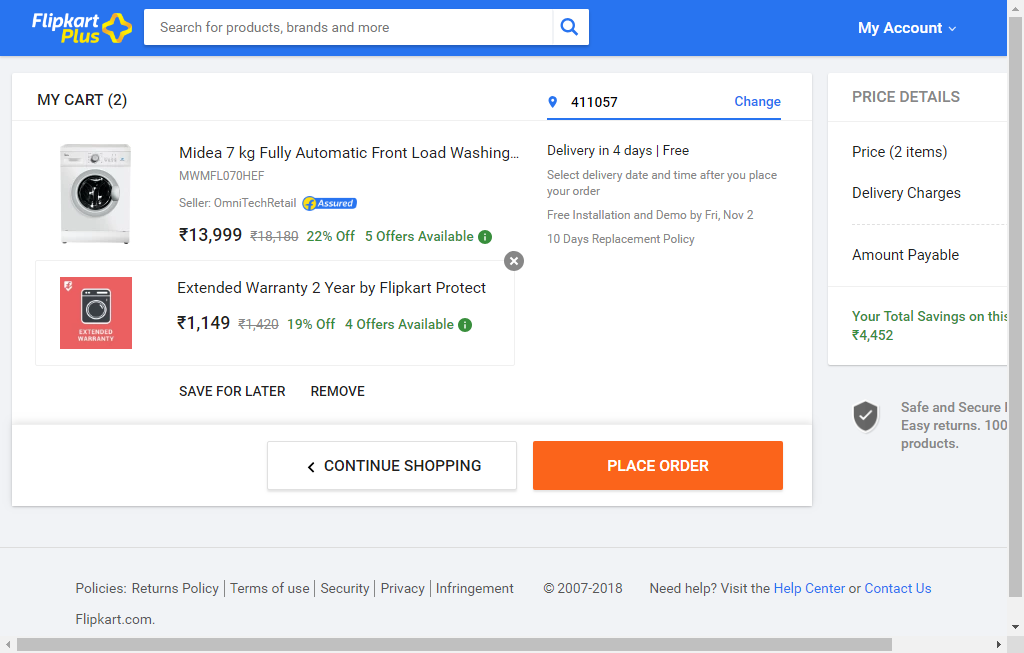 Flipkart
Plus
Search for products, brands and more
My Account
MY CART (2)
411057
Change
Midea 7 kg Fully Automatic Front Load Washing...
MWMFL070HEF
Seller: OmniTechRetail Assured
₹13,999 ₹18,180 22% Off 5 Offers Available
Delivery in 4 days | Free
Select delivery date and time after you place
your order
Free Installation and Demo by Fri, Nov 2
10 Days Replacement Policy
EXTENDED
WARRANTY
Extended Warranty 2 Year by Flipkart Protect
₹1,149 ₹1,420 19% Off 4 Offers Available
SAVE FOR LATER REMOVE
CONTINUE SHOPPING
PLACE ORDER
PRICE DETAILS
Price (2 items)
Delivery Charges
Amount Payable
Your Total Savings on this
₹4,452
Safe and Secure
Easy returns. 100
products.
Policies: Returns Policy | Terms of use | Security | Privacy | Infringement © 2007-2018 Need help? Visit the Help Center or Contact Us
Flipkart.com.